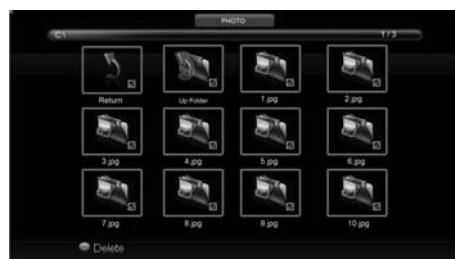 PHOTO
C:\ 1 / 3
Return Up Folder 1.jpg 2.jpg
3.jpg 4.jpg 5.jpg 6.jpg
7.jpg 8.jpg 9.jpg 10.jpg
Delete